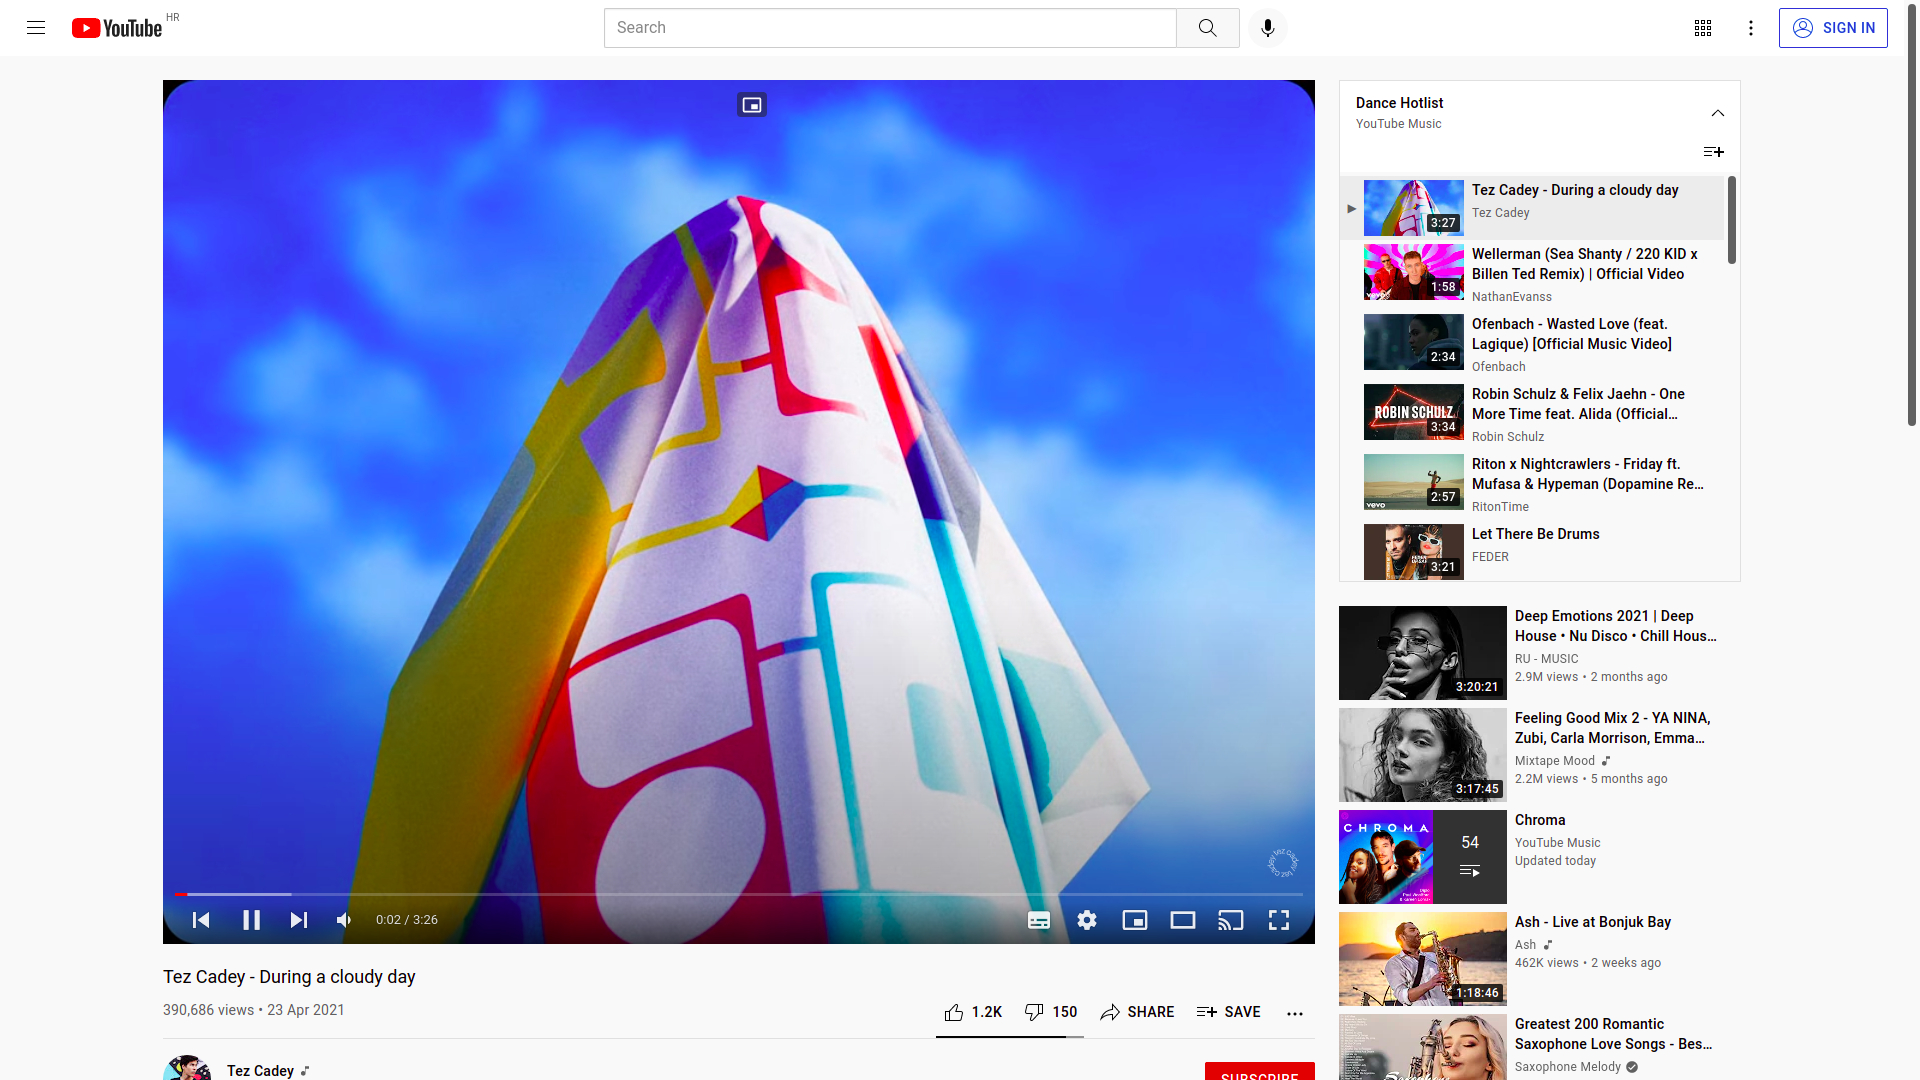 YouTube HR
Search
SIGN IN
Dance Hotlist
YouTube Music
Tez Cadey - During a cloudy day
Tez Cadey
3:27
Wellerman (Sea Shanty / 220 KID x
Billen Ted Remix) | Official Video
NathanEvanss
vevo
1:58
Ofenbach - Wasted Love (feat.
Lagique) [Official Music Video]
Ofenbach
2:34
Robin Schulz & Felix Jaehn - One
More Time feat. Alida (Official...
Robin Schulz
ROBIN SCHULZ
3:34
Riton x Nightcrawlers - Friday ft.
Mufasa & Hypeman (Dopamine Re...
RitonTime
vevo
2:57
Let There Be Drums
FEDER
3:21
Deep Emotions 2021 | Deep
House • Nu Disco • Chill Hous...
RU - MUSIC
2.9M views • 2 months ago
3:20:21
Feeling Good Mix 2 - YA NINA,
Zubi, Carla Morrison, Emma...
Mixtape Mood
2.2M views • 5 months ago
3:17:45
Chroma
YouTube Music
Updated today
CHROMA
54
Ash - Live at Bonjuk Bay
Ash
462K views • 2 weeks ago
1:18:46
Greatest 200 Romantic
Saxophone Love Songs - Bes...
Saxophone Melody
tez cadey tez cadey
0:02 / 3:26
Tez Cadey - During a cloudy day
390,686 views • 23 Apr 2021
1.2K
150
SHARE
SAVE
Tez Cadey
SUBSCRIBE